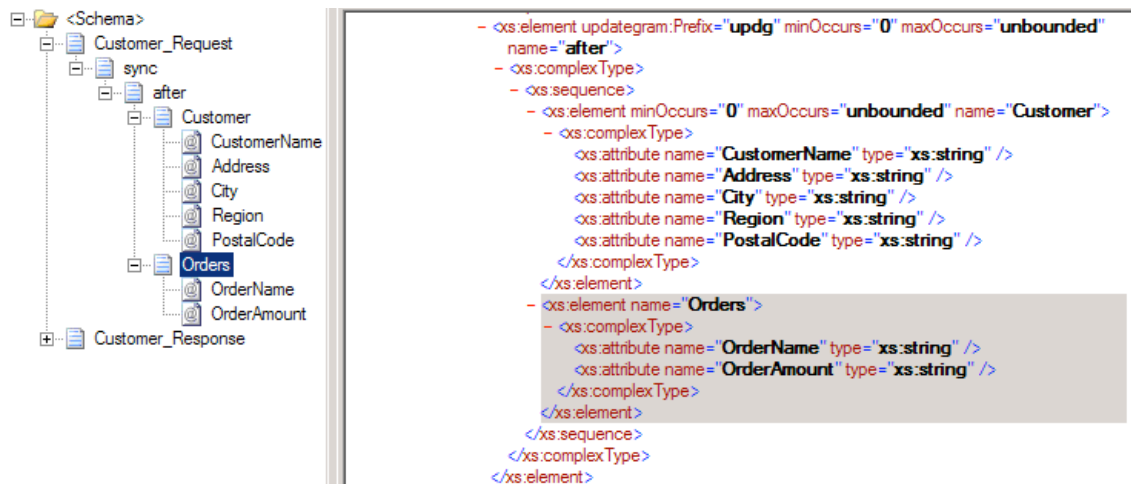 <Schema>
Customer_Request
sync
after
Customer
CustomerName
Address
City
Region
PostalCode
Orders
OrderName
OrderAmount
Customer_Response
- <xs:element updategram:Prefix="updg" minOccurs="0" maxOccurs="unbounded"
name="after">
- <xs:complexType>
- <xs:sequence>
- <xs:element minOccurs="0" maxOccurs="unbounded" name="Customer">
- <xs:complexType>
<xs:attribute name="CustomerName" type="xs:string" />
<xs:attribute name="Address" type="xs:string" />
<xs:attribute name="City" type="xs:string" />
<xs:attribute name="Region" type="xs:string" />
<xs:attribute name="PostalCode" type="xs:string" />
</xs:complexType>
</xs:element>
- <xs:element name="Orders">
- <xs:complexType>
<xs:attribute name="OrderName" type="xs:string" />
<xs:attribute name="OrderAmount" type="xs:string" />
</xs:complexType>
</xs:element>
</xs:sequence>
</xs:complexType>
</xs:element>